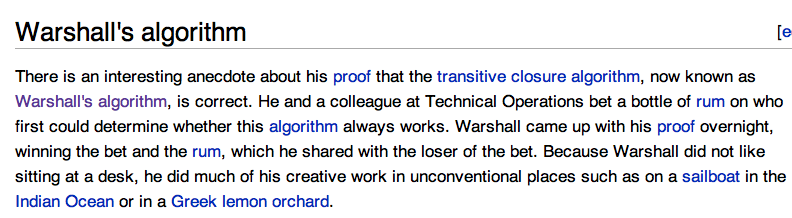 Warshall's algorithm [e
There is an interesting anecdote about his proof that the transitive closure algorithm, now known as
Warshall's algorithm, is correct. He and a colleague at Technical Operations bet a bottle of rum on who
first could determine whether this algorithm always works. Warshall came up with his proof overnight,
winning the bet and the rum, which he shared with the loser of the bet. Because Warshall did not like
sitting at a desk, he did much of his creative work in unconventional places such as on a sailboat in the
Indian Ocean or in a Greek lemon orchard.